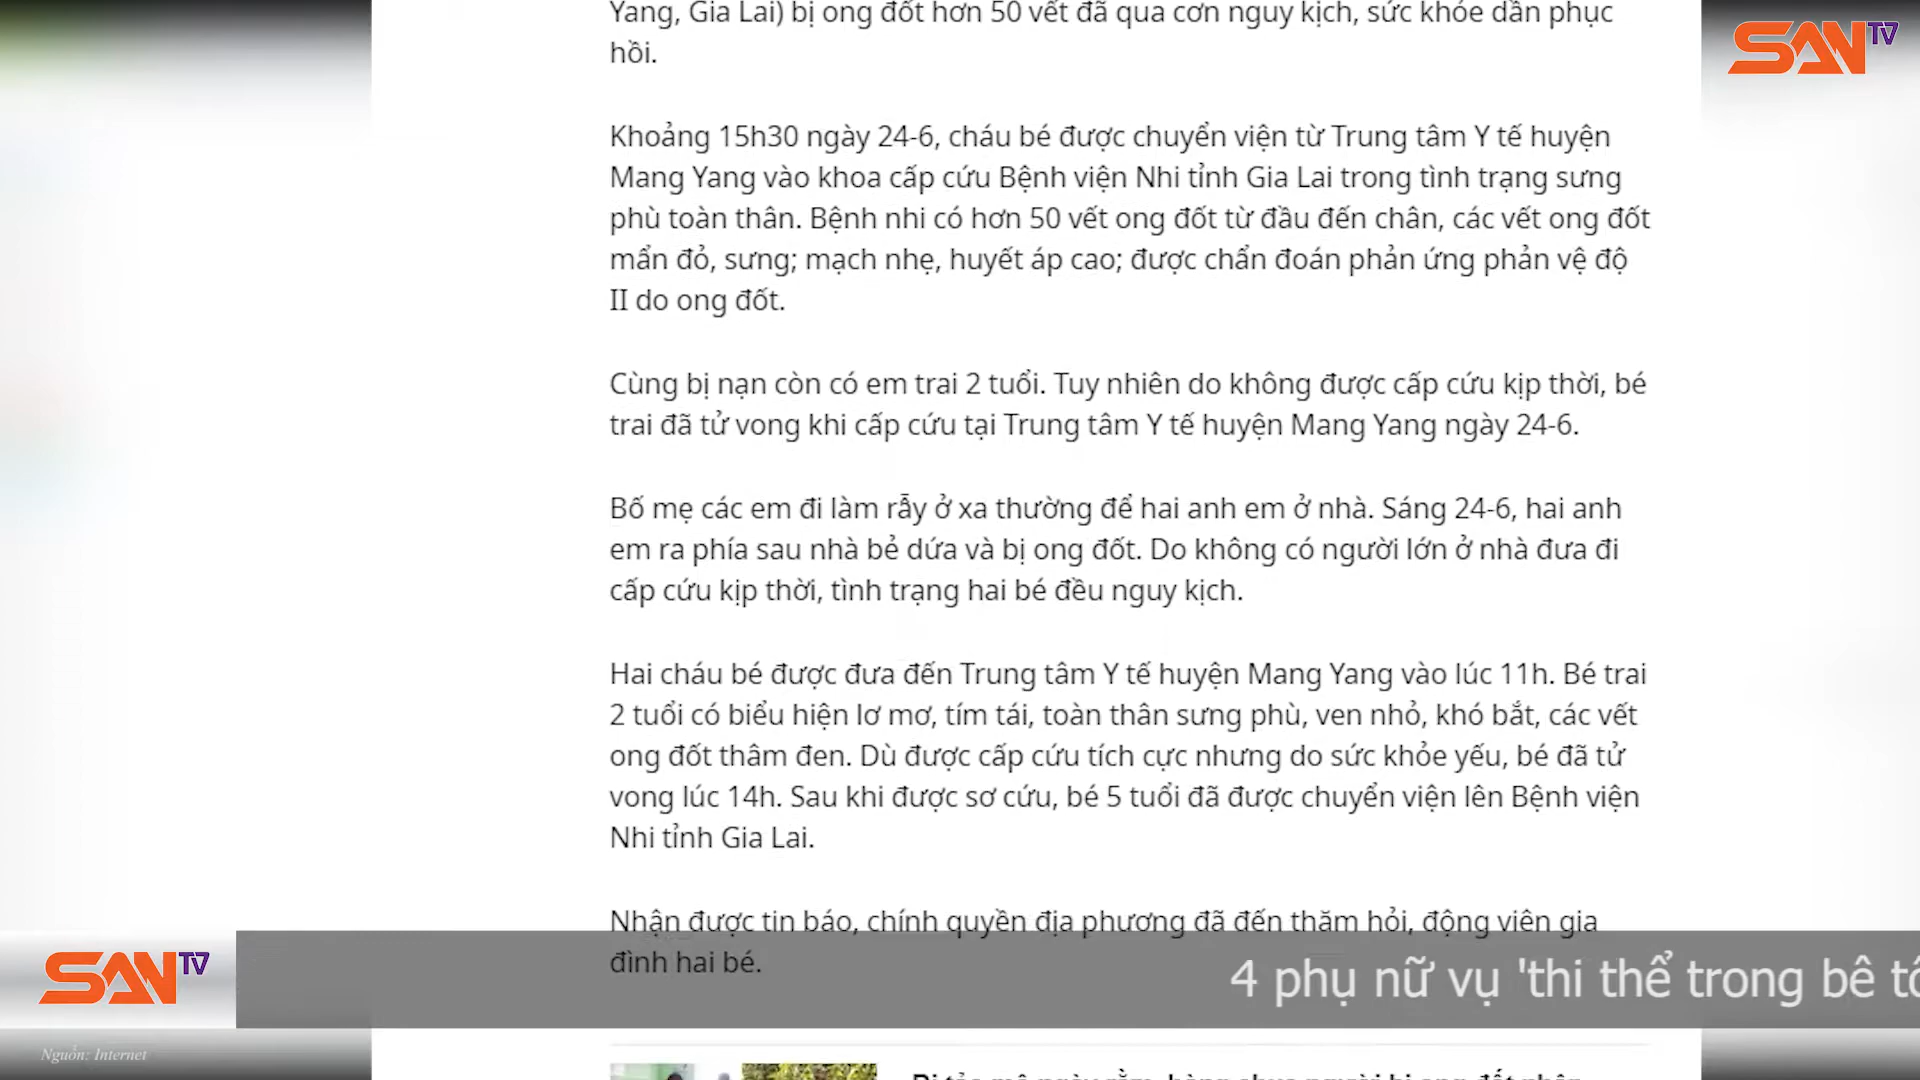 Yang, Gia Lai) bị ong đốt hơn 50 vết đã qua cơn nguy kịch, sức khỏe dần phục
hồi.
SAN TV
Khoảng 15h30 ngày 24-6, cháu bé được chuyển viện từ Trung tâm Y tế huyện
Mang Yang vào khoa cấp cứu Bệnh viện Nhi tỉnh Gia Lai trong tình trạng sưng
phù toàn thân. Bệnh nhi có hơn 50 vết ong đốt từ đầu đến chân, các vết ong đốt
mẩn đỏ, sưng; mạch nhẹ, huyết áp cao; được chẩn đoán phản ứng phản vệ độ
II do ong đốt.
Cùng bị nạn còn có em trai 2 tuổi. Tuy nhiên do không được cấp cứu kịp thời, bé
trai đã tử vong khi cấp cứu tại Trung tâm Y tế huyện Mang Yang ngày 24-6.
Bố mẹ các em đi làm rẫy ở xa thường để hai anh em ở nhà. Sáng 24-6, hai anh
em ra phía sau nhà bẻ dứa và bị ong đốt. Do không có người lớn ở nhà đưa đi
cấp cứu kịp thời, tình trạng hai bé đều nguy kịch.
Hai cháu bé được đưa đến Trung tâm Y tế huyện Mang Yang vào lúc 11h. Bé trai
2 tuổi có biểu hiện lơ mơ, tím tái, toàn thân sưng phù, ven nhỏ, khó bắt, các vết
ong đốt thâm đen. Dù được cấp cứu tích cực nhưng do sức khỏe yếu, bé đã tử
vong lúc 14h. Sau khi được sơ cứu, bé 5 tuổi đã được chuyển viện lên Bệnh viện
Nhi tỉnh Gia Lai.
Nhận được tin báo, chính quyền địa phương đã đến thăm hỏi, động viên gia
đình hai bé.
SAN TV
4 phụ nữ vụ 'thi thể trong bê tô
Nguồn: Internet